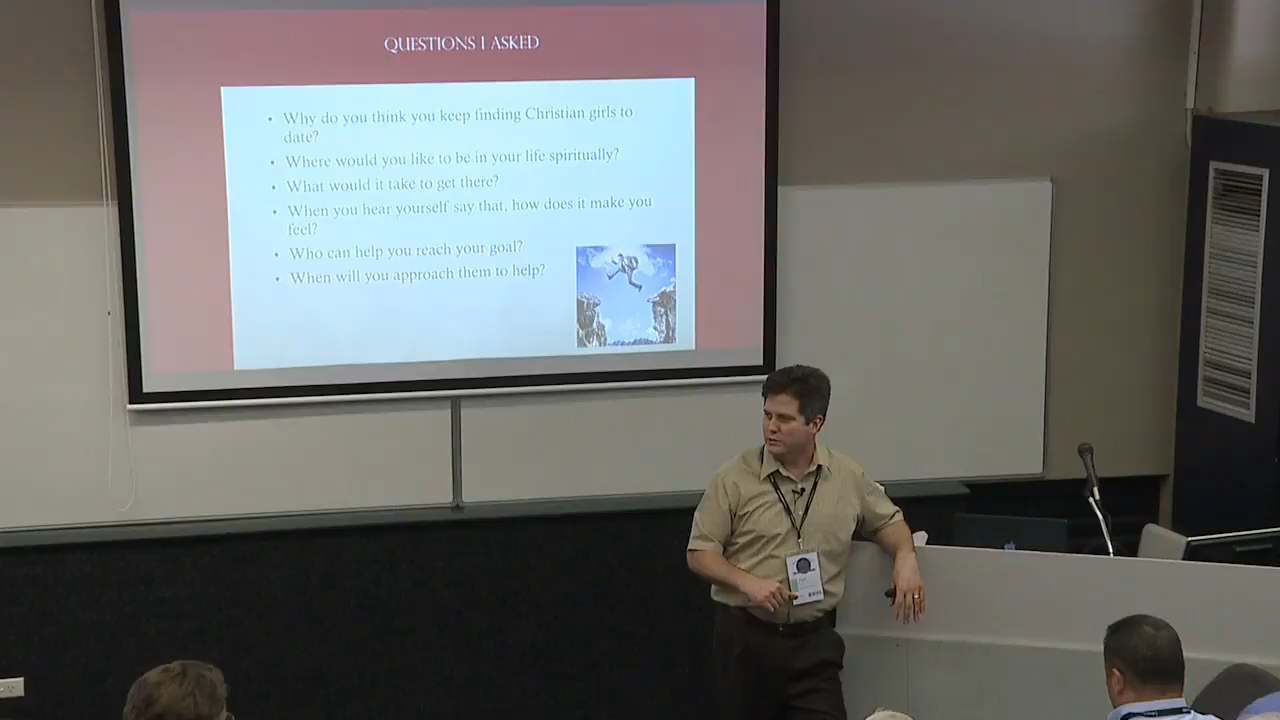 QUESTIONS I ASKED
• Why do you think you keep finding Christian girls to
date?
• Where would you like to be in your life spiritually?
• What would it take to get there?
• When you hear yourself say that, how does it make you
feel?
• Who can help you reach your goal?
• When will you approach them to help?